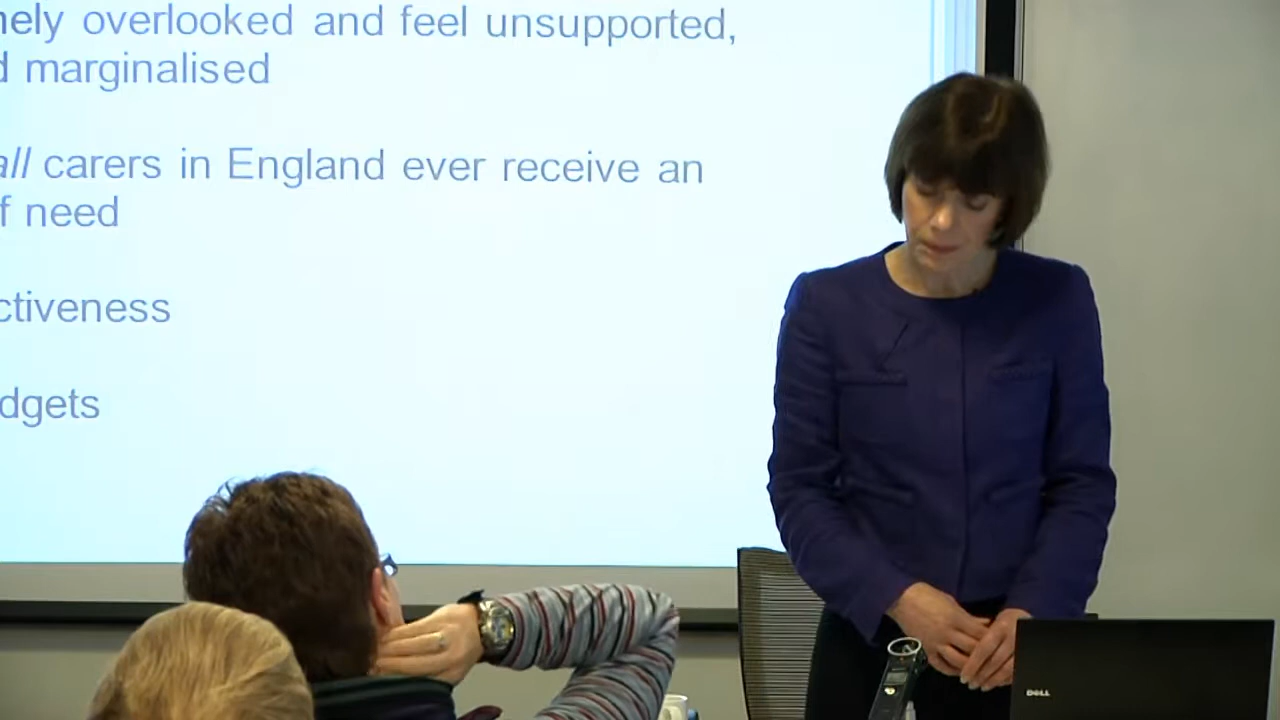 nely overlooked and feel unsupported,
d marginalised
all carers in England ever receive an
f need
ctiveness
dgets
DELL